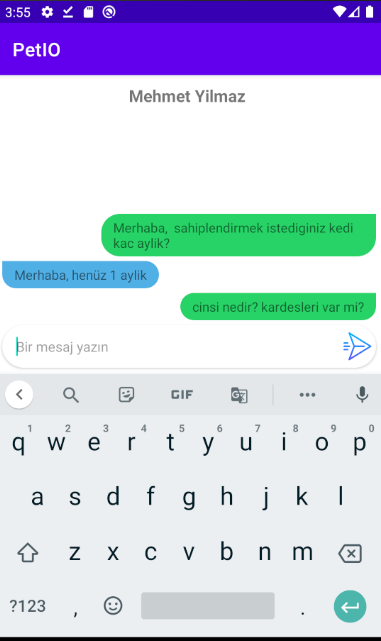 3:55
PetIO
Mehmet Yilmaz
Merhaba, sahiplendirmek istediginiz kedi
kac aylik?
Merhaba, henüz 1 aylik
cinsi nedir? kardesleri var mi?
Bir mesaj yazın
GIF
1 2 3 4 5 6 7 8 9 0
q w e r t y u i o p
a s d f g h j k l
z x c v b n m
?123 , .